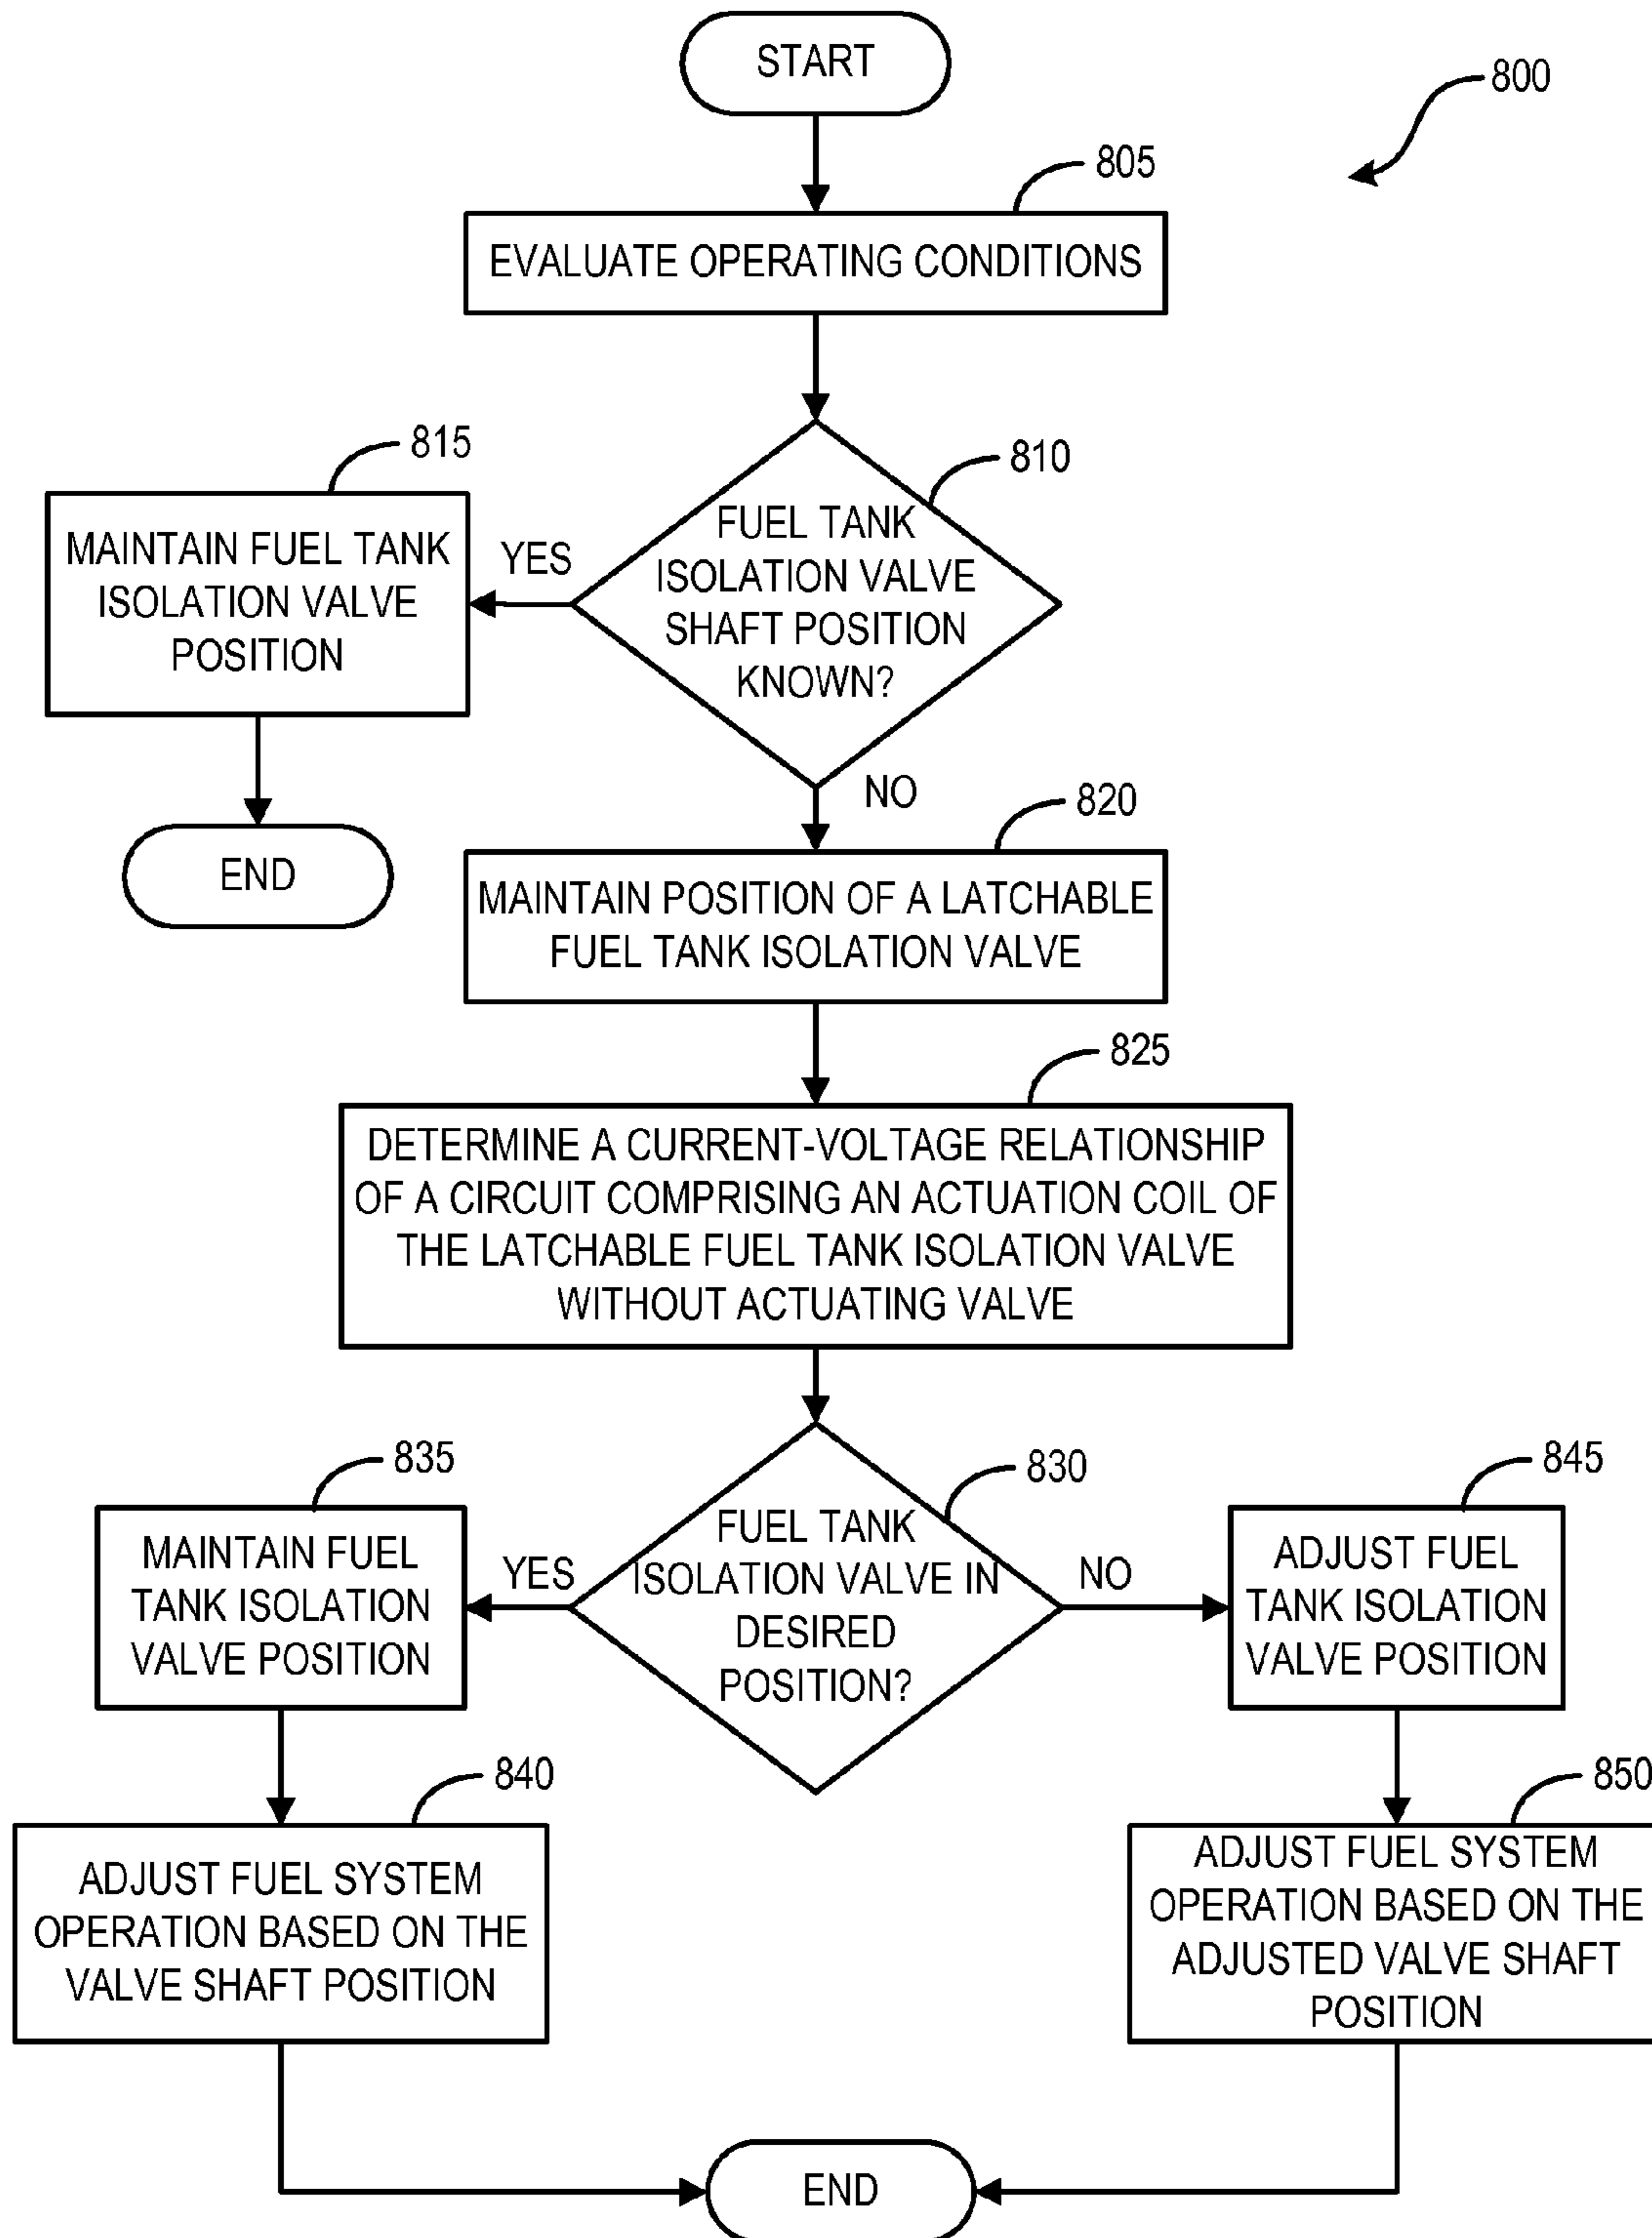 START
800
805
EVALUATE OPERATING CONDITIONS
815
810
MAINTAIN FUEL TANK
ISOLATION VALVE
POSITION
YES
FUEL TANK
ISOLATION VALVE
SHAFT POSITION
KNOWN?
NO
END
820
MAINTAIN POSITION OF A LATCHABLE
FUEL TANK ISOLATION VALVE
825
DETERMINE A CURRENT-VOLTAGE RELATIONSHIP
OF A CIRCUIT COMPRISING AN ACTUATION COIL OF
THE LATCHABLE FUEL TANK ISOLATION VALVE
WITHOUT ACTUATING VALVE
835
830
845
MAINTAIN FUEL
TANK ISOLATION
VALVE POSITION
YES
FUEL TANK
ISOLATION VALVE IN
DESIRED
POSITION?
NO
ADJUST FUEL
TANK ISOLATION
VALVE POSITION
840
850
ADJUST FUEL SYSTEM
OPERATION BASED ON THE
VALVE SHAFT POSITION
ADJUST FUEL SYSTEM
OPERATION BASED ON THE
ADJUSTED VALVE SHAFT
POSITION
END